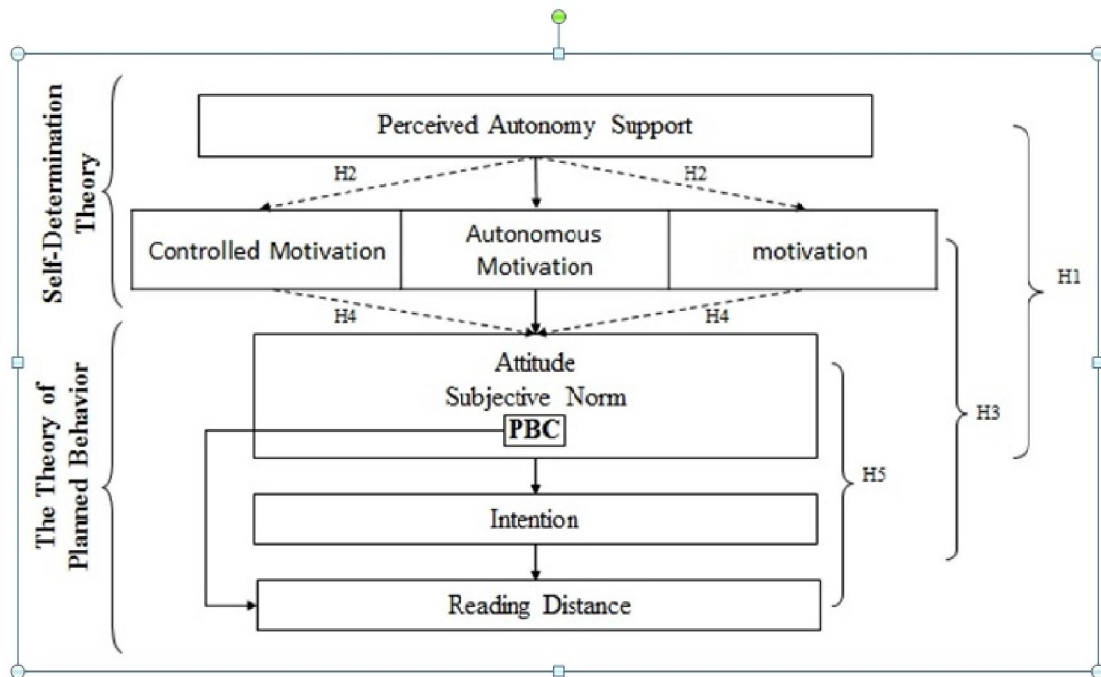 Self-Determination
Theory
Perceived Autonomy Support
H2
H2
Controlled Motivation
Autonomous
Motivation
motivation
H1
H4
H4
The Theory of
Planned Behavior
Attitude
Subjective Norm
PBC
H3
H5
Intention
Reading Distance